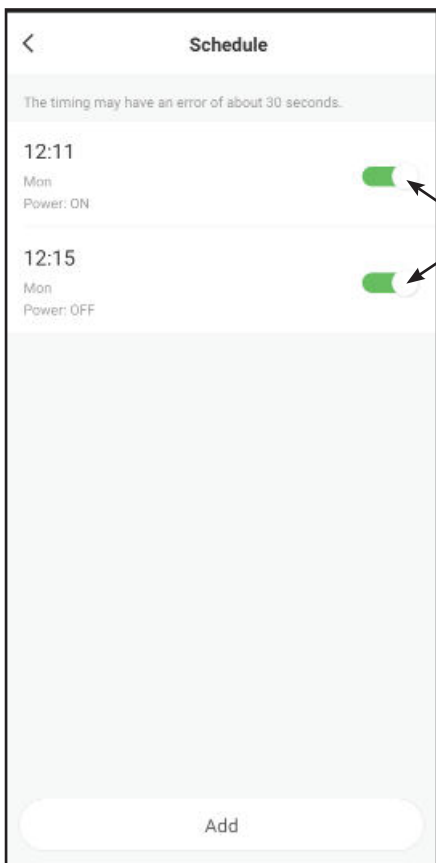 Schedule
The timing may have an error of about 30 seconds.
12:11
Mon
Power: ON
12:15
Mon
Power: OFF
Add